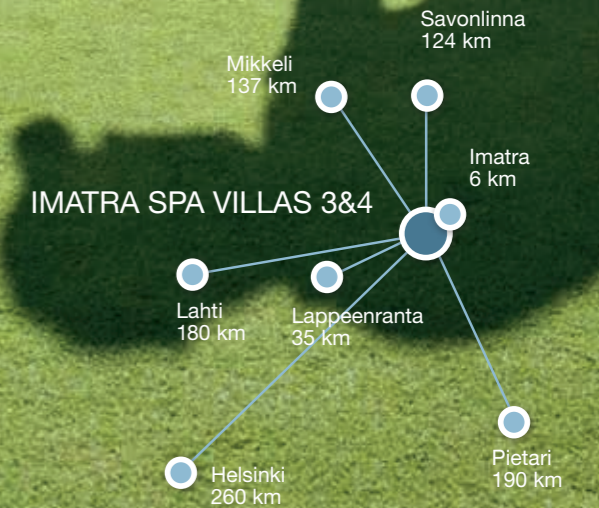 Savonlinna
124 km
Mikkeli
137 km
Imatra
6 km
IMATRA SPA VILLAS 3&4
Lahti
180 km
Lappeenranta
35 km
Pietari
190 km
Helsinki
260 km